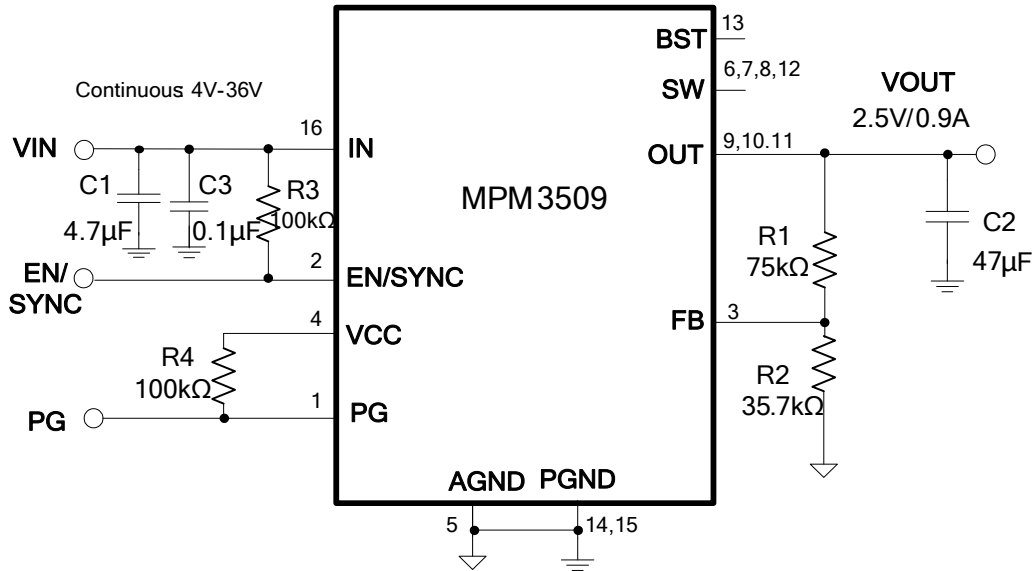 13
BST
6,7,8,12
SW
VOUT
2.5V/0.9A
Continuous: 4V-36V
16
VIN
IN
9,10.11
OUT
C1
4.7µF
C3
0.1µF
R3
100kΩ
MPM3509
C2
47µF
R1
75kΩ
EN/
SYNC
2
EN/SYNC
4
VCC
3
FB
R4
100kΩ
R2
35.7kΩ
PG
1
PG
AGND
PGND
5
14,15